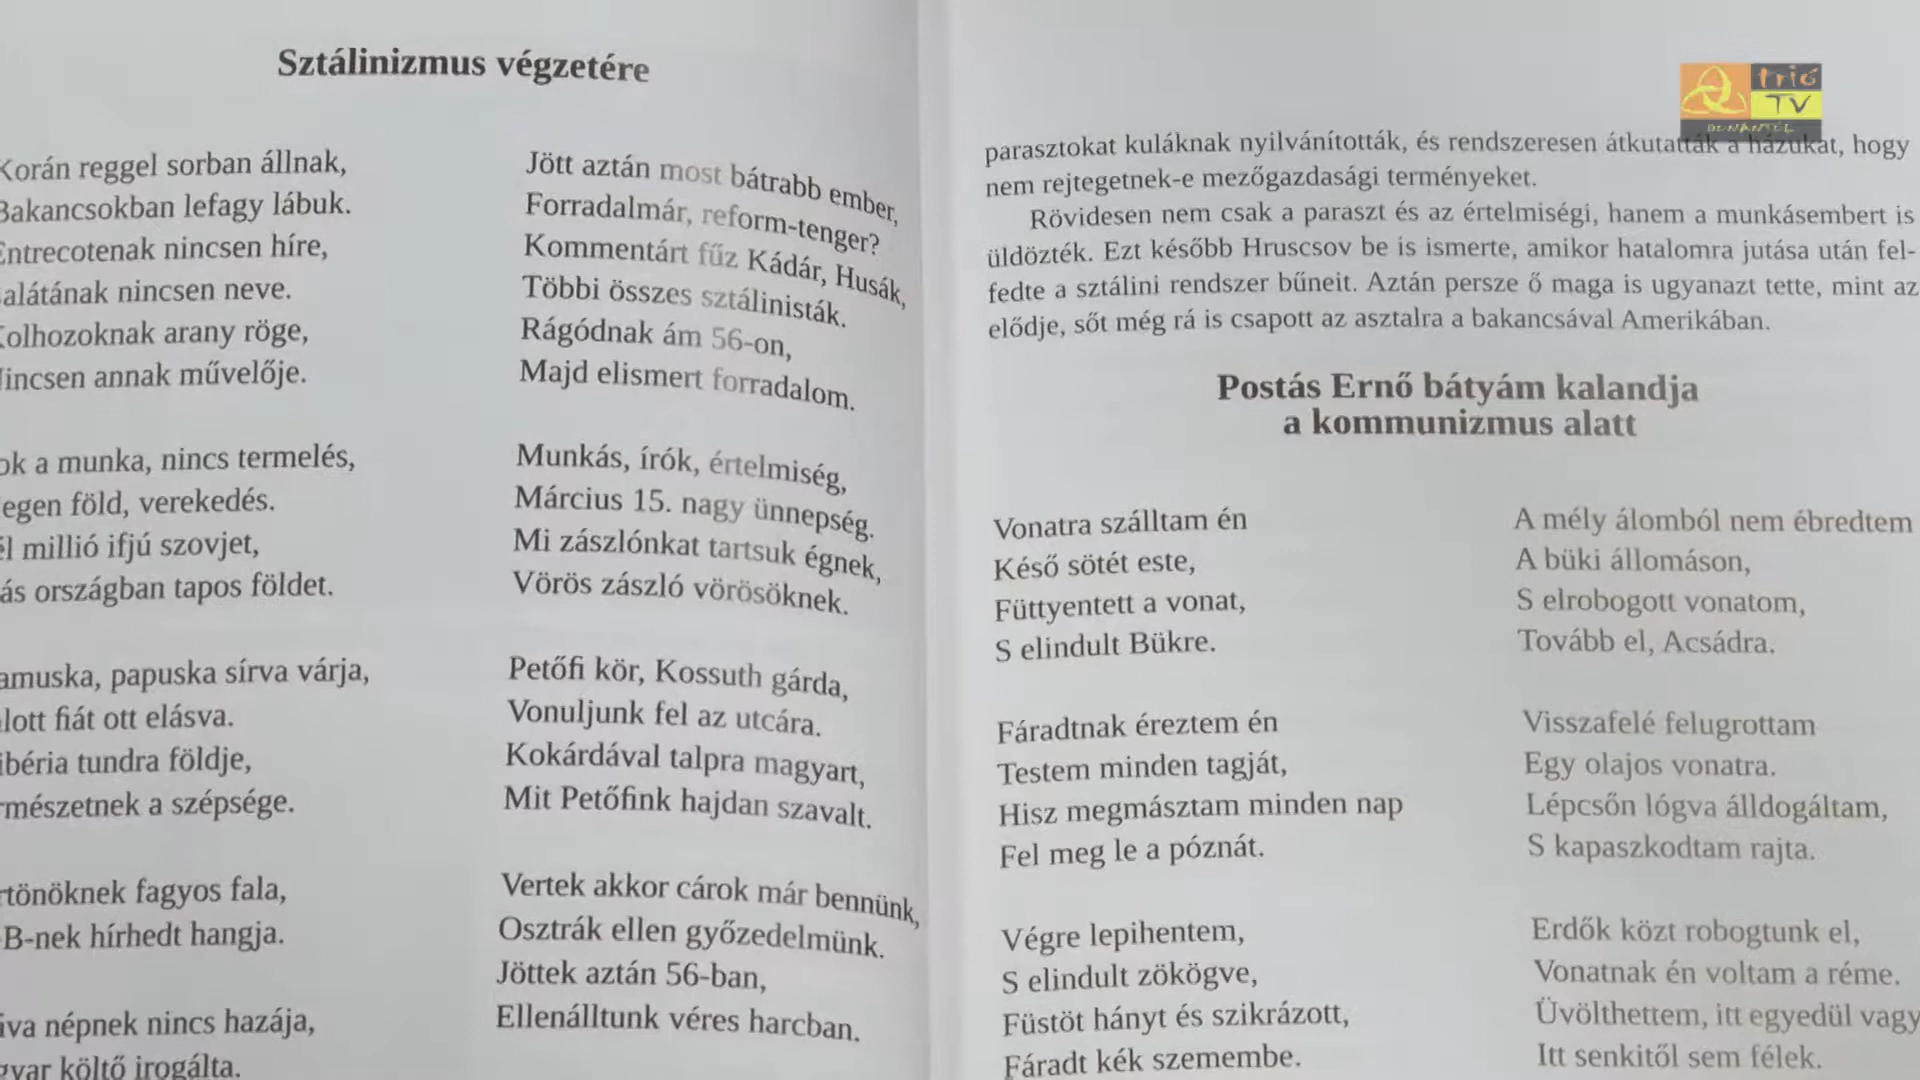 Sztálinizmus végzetére
Korán reggel sorban állnak,
Bakancsokban lefagy lábuk.
Entrecotenak nincsen híre,
alátának nincsen neve.
Kolhozoknak arany röge,
Nincsen annak művelője.
ok a munka, nincs termelés,
egen föld, verekedés.
él millió ifjú szovjet,
ás országban tapos földet.
amuska, papuska sírva várja,
lott fiát ott elásva.
ibéria tundra földje,
rmészetnek a szépsége.
rtönöknek fagyos fala,
B-nek hírhedt hangja.
áva népnek nincs hazája,
gyar költő irogálta.
Jött aztán most bátrabb ember,
Forradalmár, reform-tenger?
Kommentárt fűz Kádár, Husák,
Többi összes sztálinisták.
Rágódnak ám 56-on,
Majd elismert forradalom.
Munkás, írók, értelmiség,
Március 15. nagy ünnepség.
Mi zászlónkat tartsuk égnek,
Vörös zászló vörösöknek.
Petőfi kör, Kossuth gárda,
Vonuljunk fel az utcára.
Kokárdával talpra magyart,
Mit Petőfink hajdan szavalt.
Vertek akkor cárok már bennünk,
Osztrák ellen győzedelmünk.
Jöttek aztán 56-ban,
Ellenálltunk véres harcban.
trió
TV
DUNÁNTÚL
parasztokat kuláknak nyilvánították, és rendszeresen átkutatták a házukat, hogy
nem rejtegetnek-e mezőgazdasági terményeket.
Rövidesen nem csak a paraszt és az értelmiségi, hanem a munkásembert is
üldözték. Ezt később Hruscsov be is ismerte, amikor hatalomra jutása után fel-
fedte a sztálini rendszer bűneit. Aztán persze ő maga is ugyanazt tette, mint az
elődje, sőt még rá is csapott az asztalra a bakancsával Amerikában.
Postás Ernő bátyám kalandja
a kommunizmus alatt
Vonatra szálltam én
Késő sötét este,
Füttyentett a vonat,
S elindult Bükre.
Fáradtnak éreztem én
Testem minden tagját,
Hisz megmásztam minden nap
Fel meg le a póznát.
Végre lepihentem,
S elindult zökögve,
Füstöt hányt és szikrázott,
Fáradt kék szemembe.
A mély álomból nem ébredtem
A büki állomáson,
S elrobogott vonatom,
Tovább el, Acsádra.
Visszafelé felugrottam
Egy olajos vonatra.
Lépcsőn lógva álldogáltam,
S kapaszkodtam rajta.
Erdők közt robogtunk el,
Vonatnak én voltam a réme.
Üvölthettem, itt egyedül vagy
Itt senkitől sem félek.